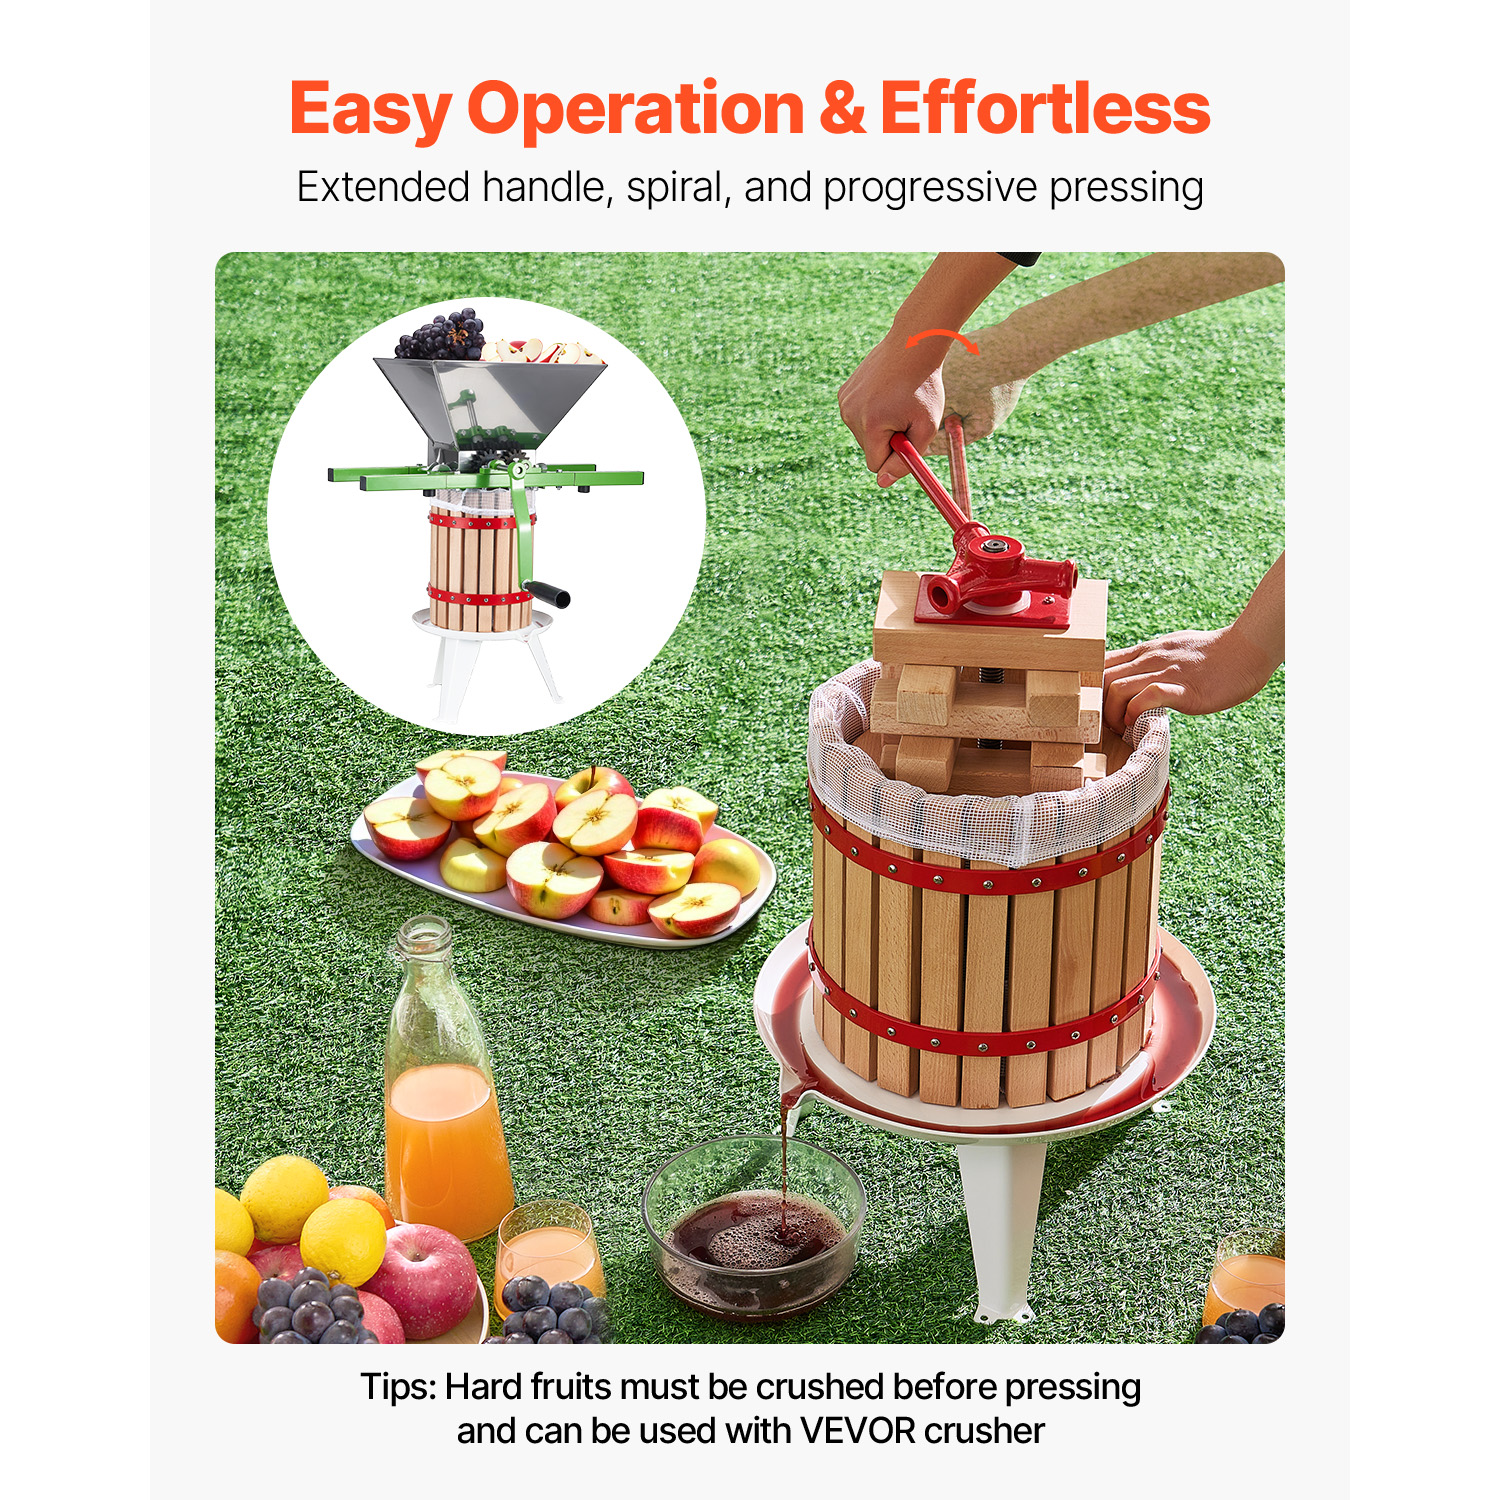 Easy Operation & Effortless
Extended handle, spiral, and progressive pressing
Tips: Hard fruits must be crushed before pressing
and can be used with VEVOR crusher